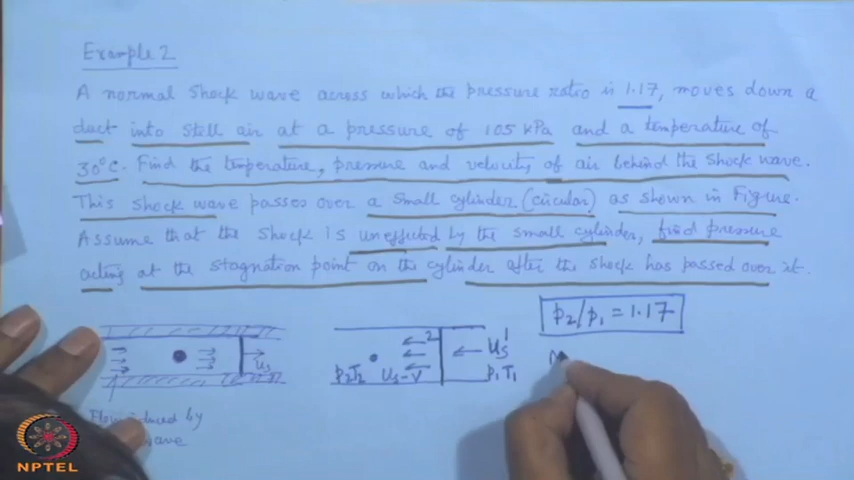 Example 2
A normal shock wave across which the pressure ratio is 1.17, moves down a
duct into still air at a pressure of 105 kPa and a temperature of
30°C. Find the temperature, pressure and velocity of air behind the shock wave.
This shock wave passes over a small cylinder (circular) as shown in Figure.
Assume that the shock is uneffected by the small cylinder, find pressure
acting at the stagnation point on the cylinder after the shock has passed over it.
p2/p1 = 1.17
M
Us
2
1
Us
p2 T2 Us-V
p1 T1
Flow induced by
wave
NPTEL